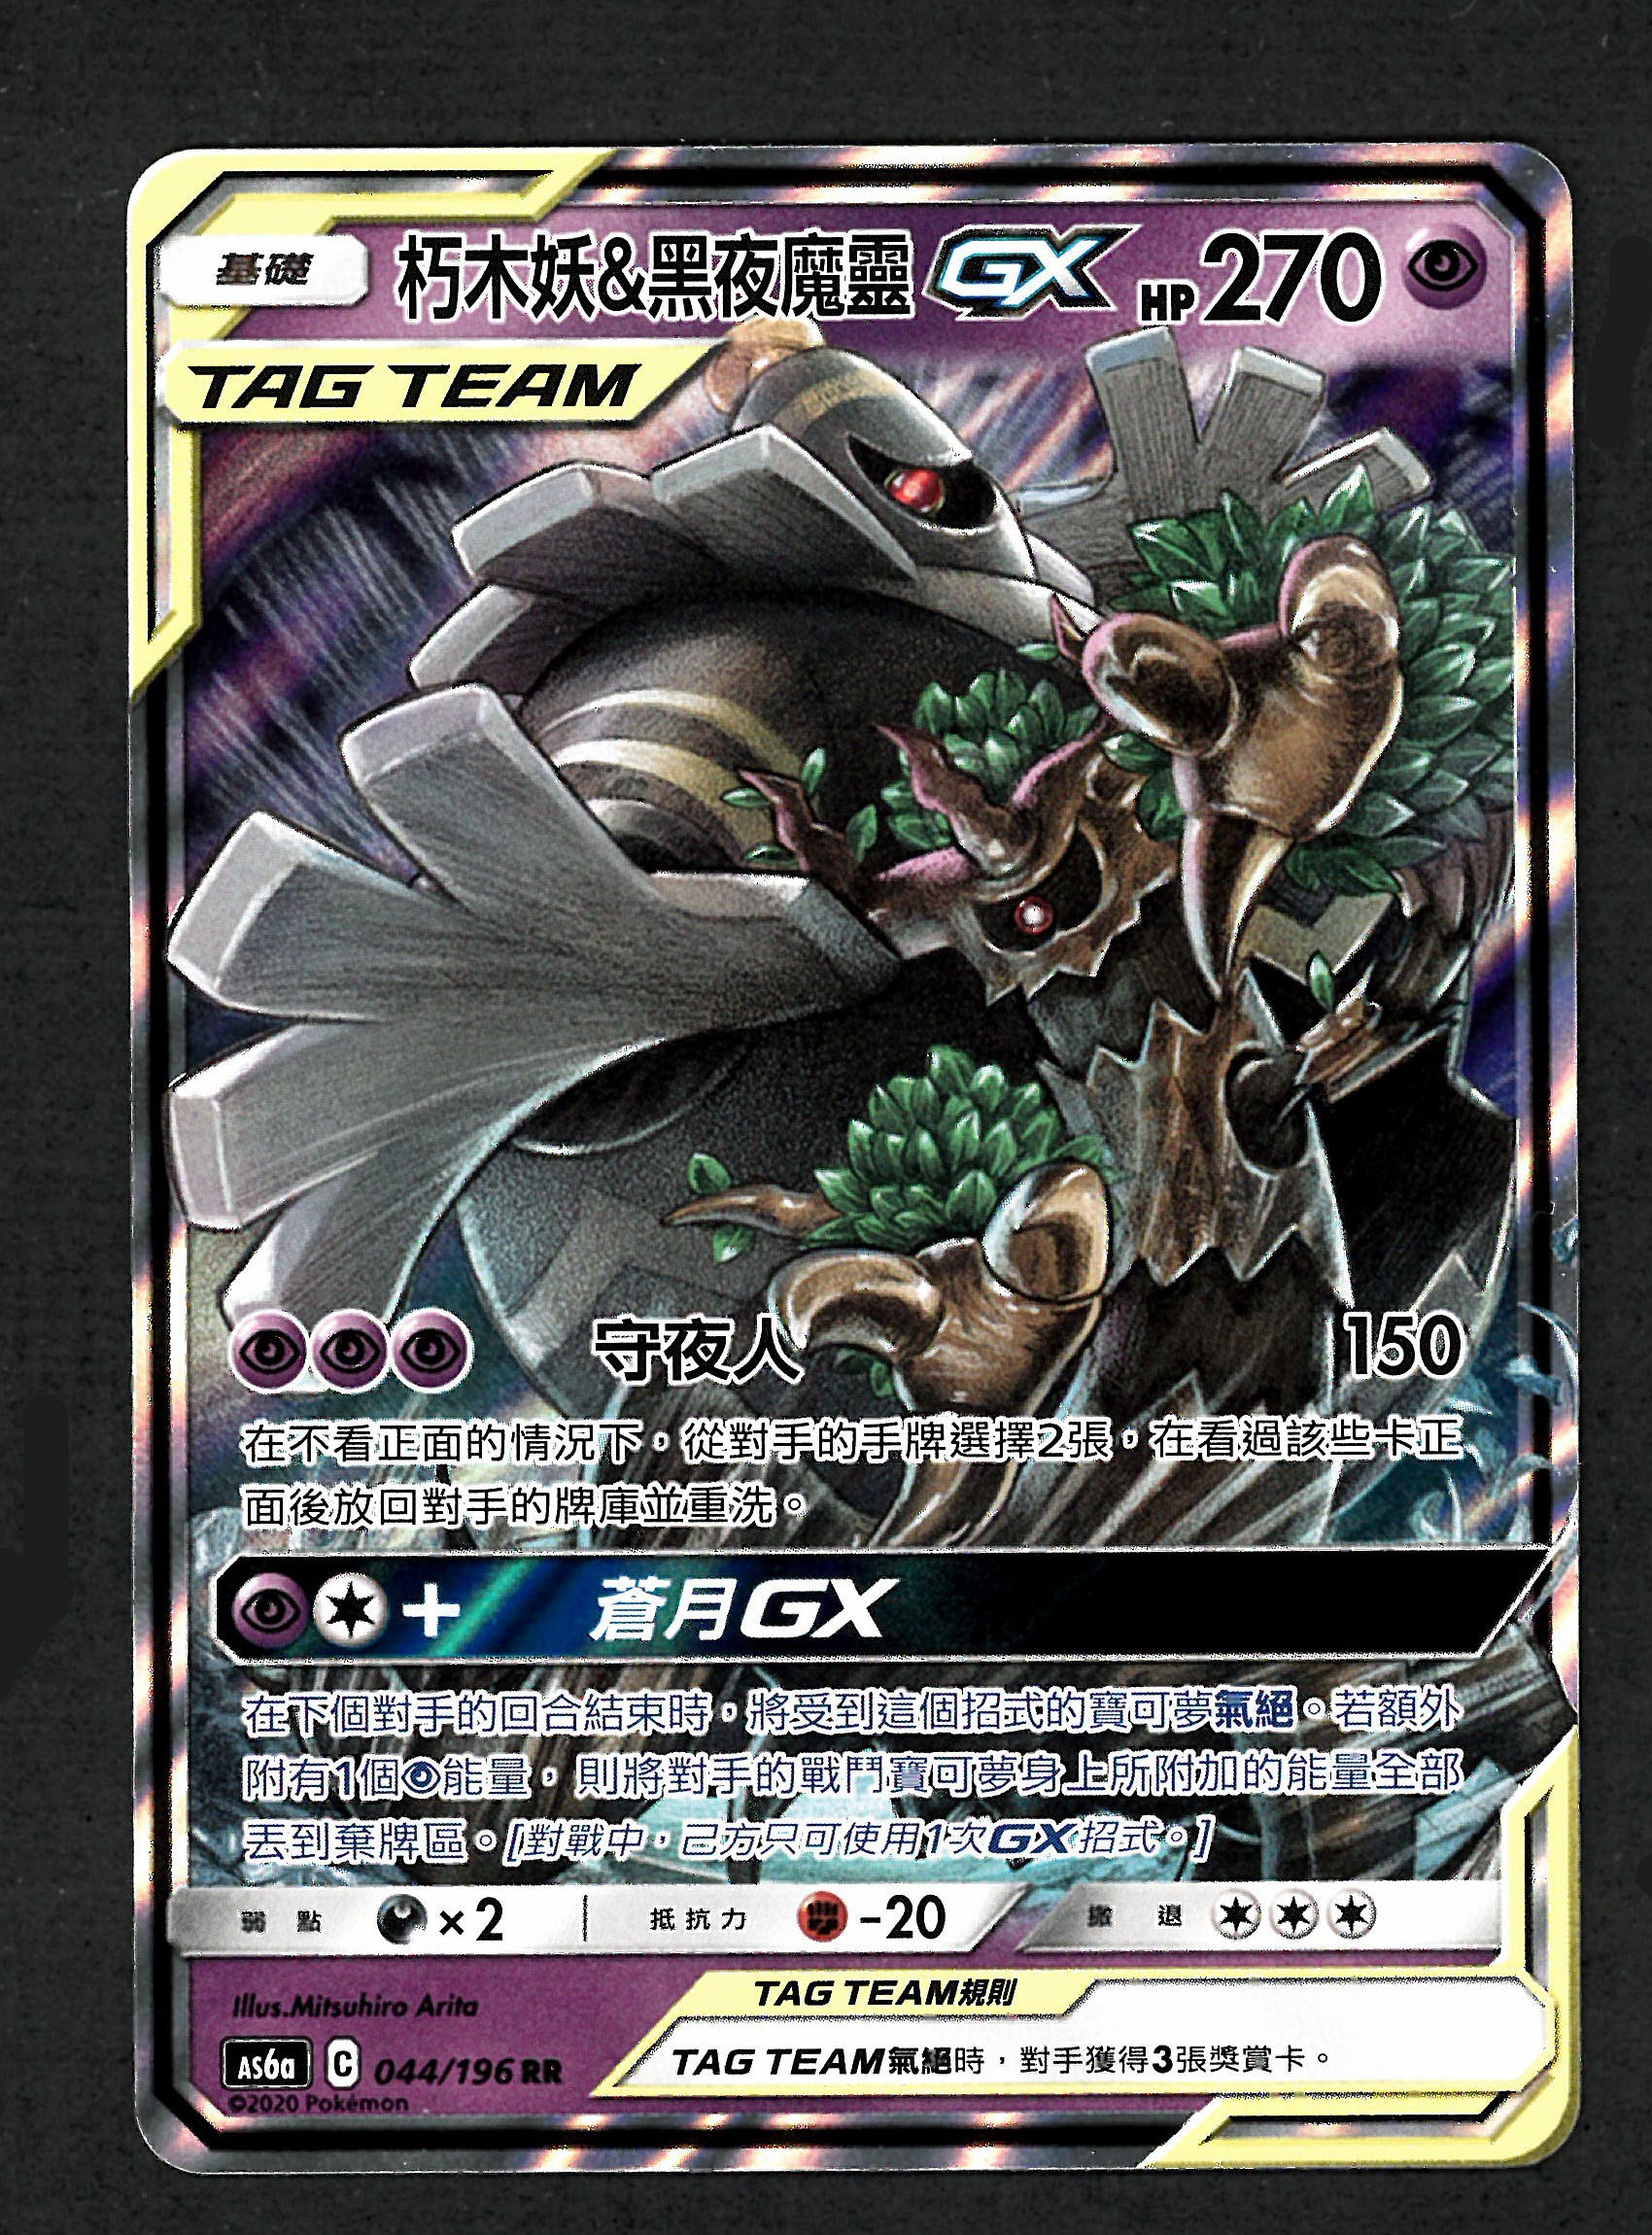 基礎 朽木妖&黑夜魔靈GX HP270
TAG TEAM
守夜人 150
在不看正面的情況下，從對手的手牌選擇2張，在看過該些卡正
面後放回對手的牌庫並重洗。
+ 蒼月GX
在下個對手的回合結束時，將受到這個招式的寶可夢氣絕。若額外
附有1個能量，則將對手的戰鬥寶可夢身上所附加的能量全部
丟到棄牌區。[對戰中，己方只可使用1次GX招式。]
弱點 ×2 抵抗力 -20 撤退
TAG TEAM規則
Illus.Mitsuhiro Arita
TAG TEAM氣絕時，對手獲得3張獎賞卡。
AS6a C 044/196 RR
©2020 Pokémon